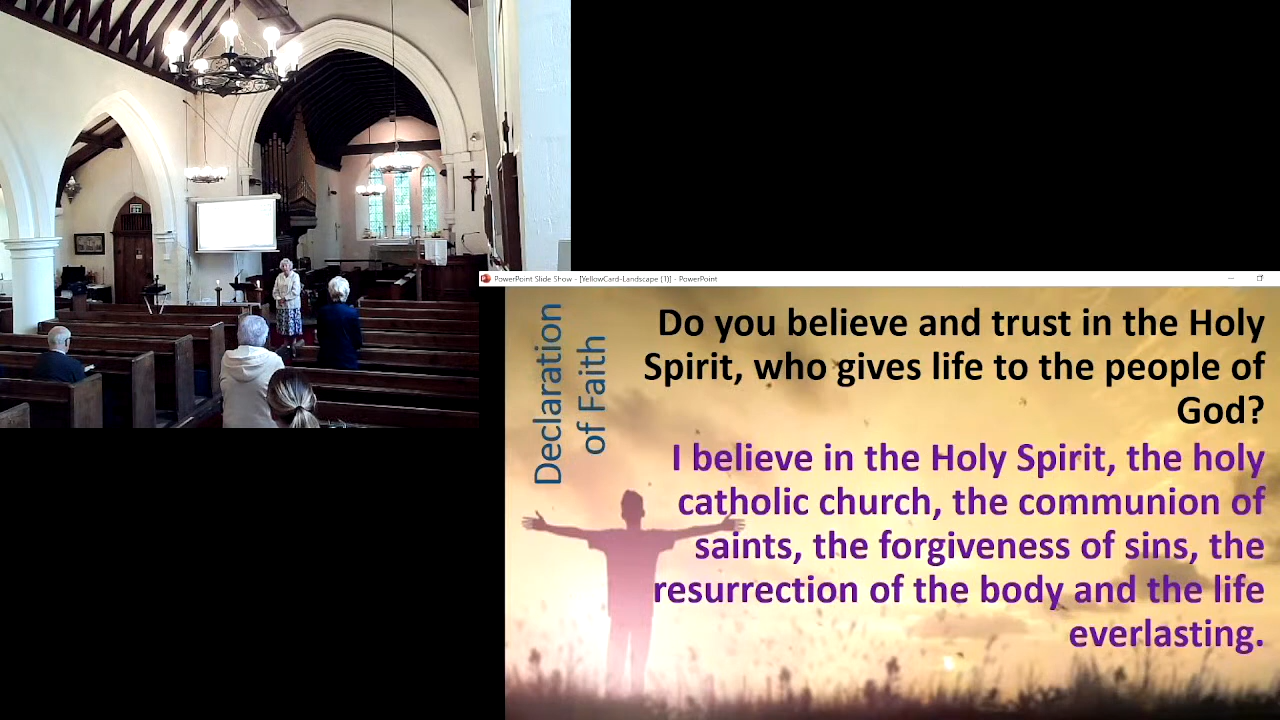 PowerPoint Slide Show - [YellowCard-Landscape (1)] - PowerPoint
Declaration
of Faith
Do you believe and trust in the Holy
Spirit, who gives life to the people of
God?
I believe in the Holy Spirit, the holy
catholic church, the communion of
saints, the forgiveness of sins, the
resurrection of the body and the life
everlasting.